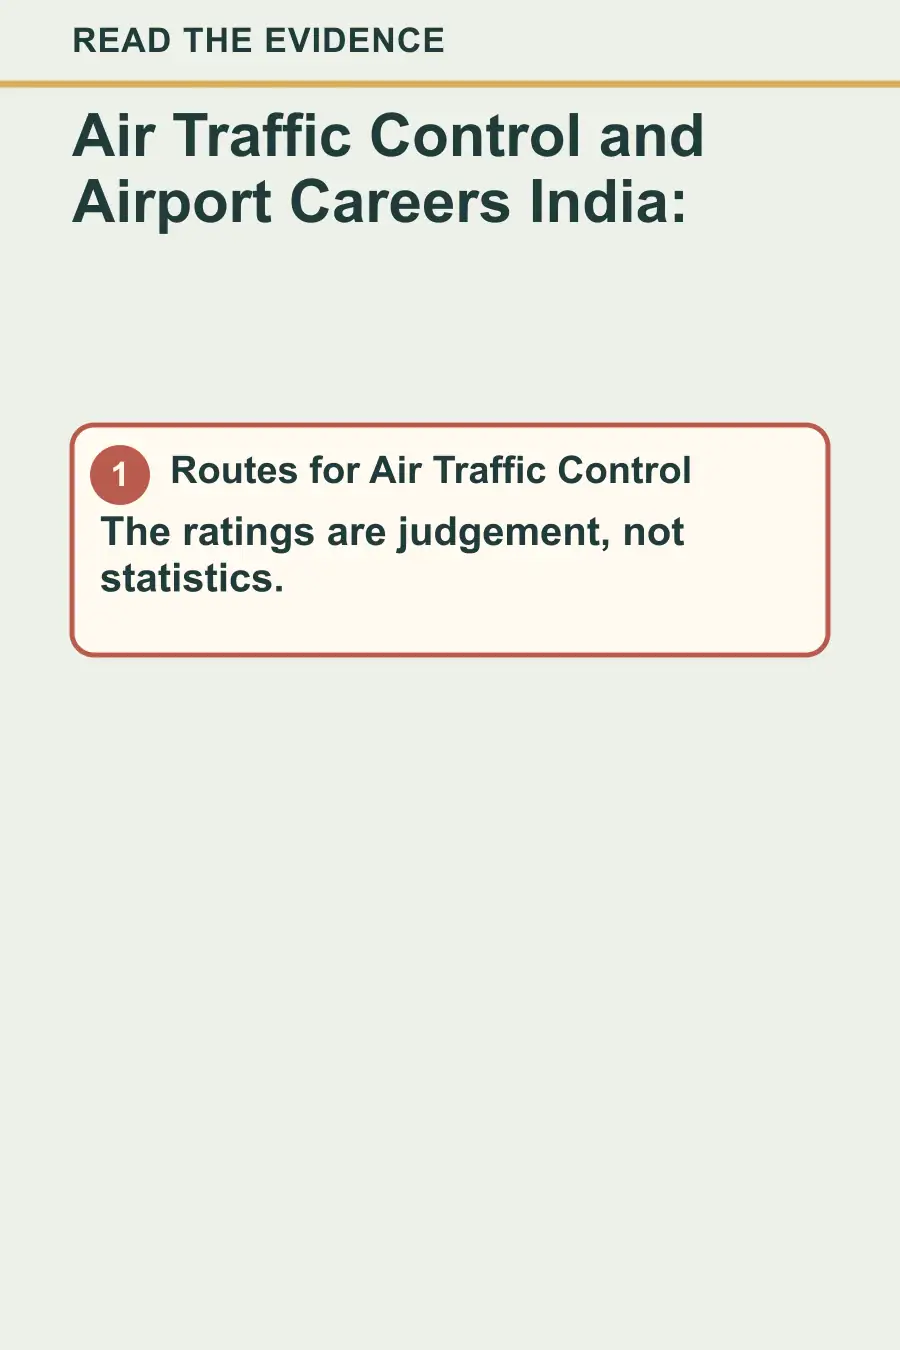 READ THE EVIDENCE
Air Traffic Control and
Airport Careers India:
1 Routes for Air Traffic Control
The ratings are judgement, not
statistics.